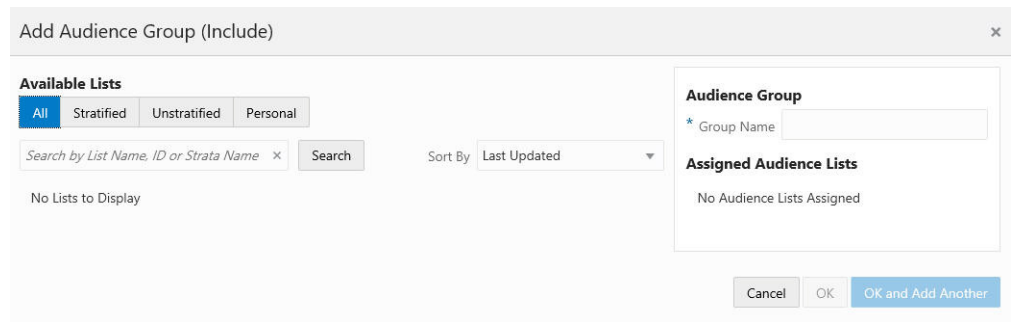 Add Audience Group (Include)
×
Available Lists
All Stratified Unstratified Personal
Search by List Name, ID or Strata Name × Search Sort By Last Updated
No Lists to Display
Audience Group
* Group Name
Assigned Audience Lists
No Audience Lists Assigned
Cancel OK OK and Add Another